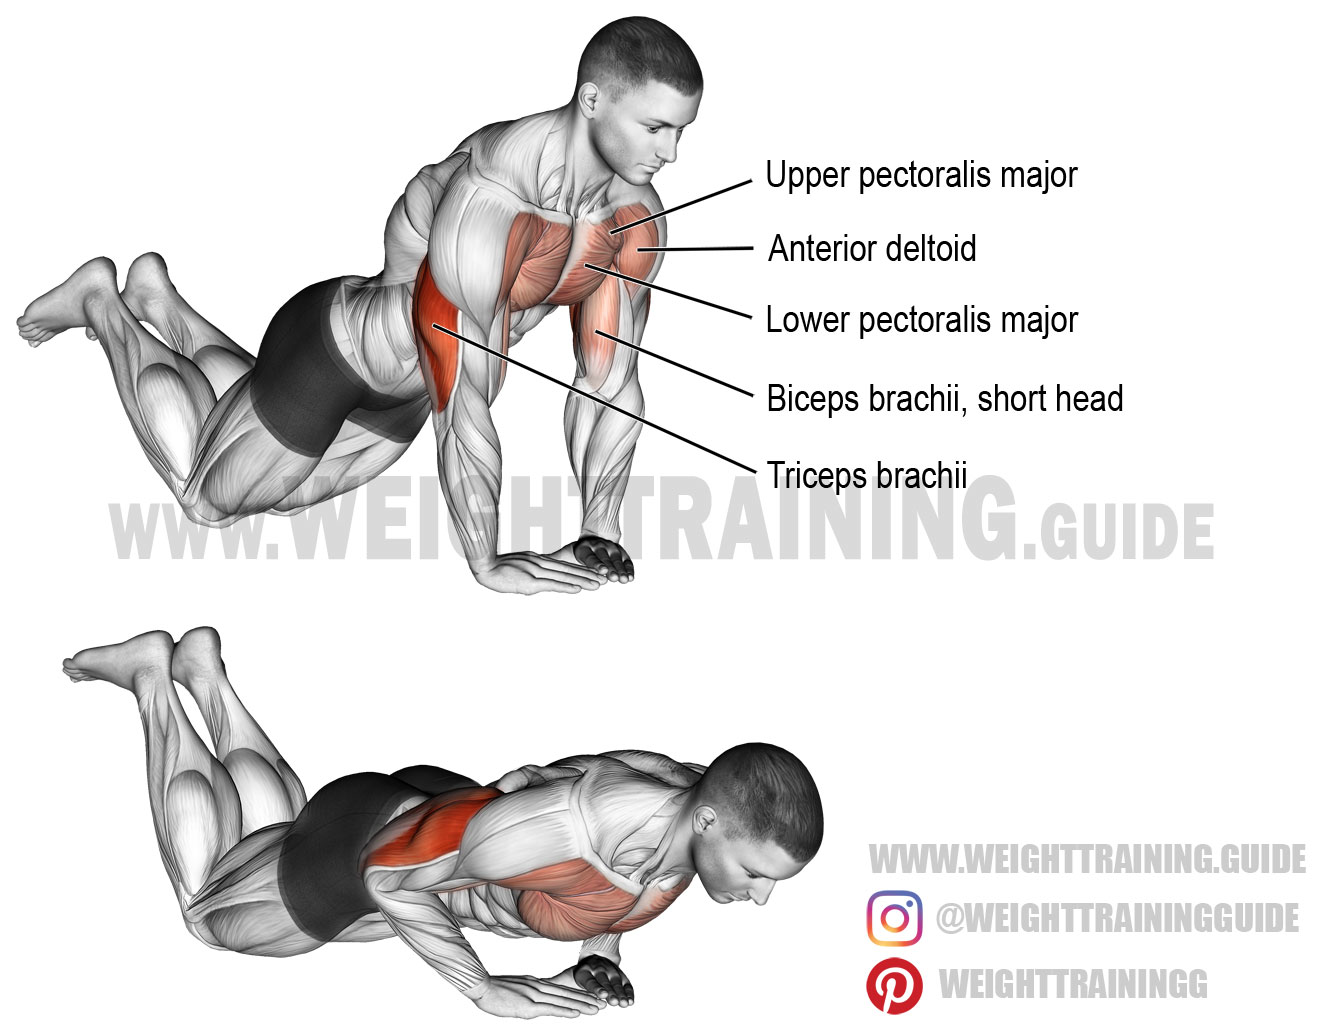 Upper pectoralis major
Anterior deltoid
Lower pectoralis major
Biceps brachii, short head
Triceps brachii
WWW.WEIGHTTRAINING.GUIDE
WWW.WEIGHTTRAINING.GUIDE
@WEIGHTTRAININGGUIDE
WEIGHTTRAININGG